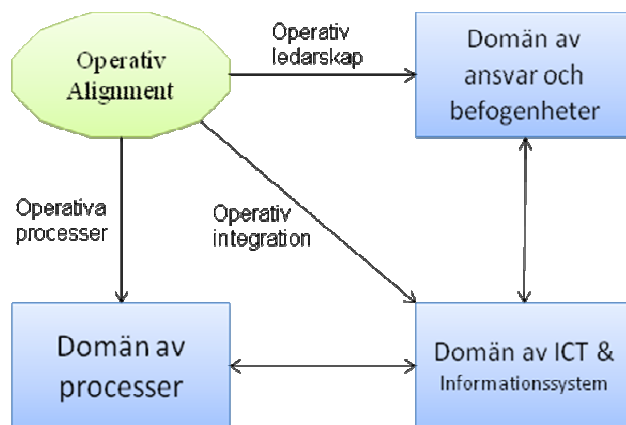 Operativ
Alignment
Operativ
ledarskap
Domän av
ansvar och
befogenheter
Operativa
processer
Operativ
integration
Domän av
processer
Domän av ICT &
Informationssystem